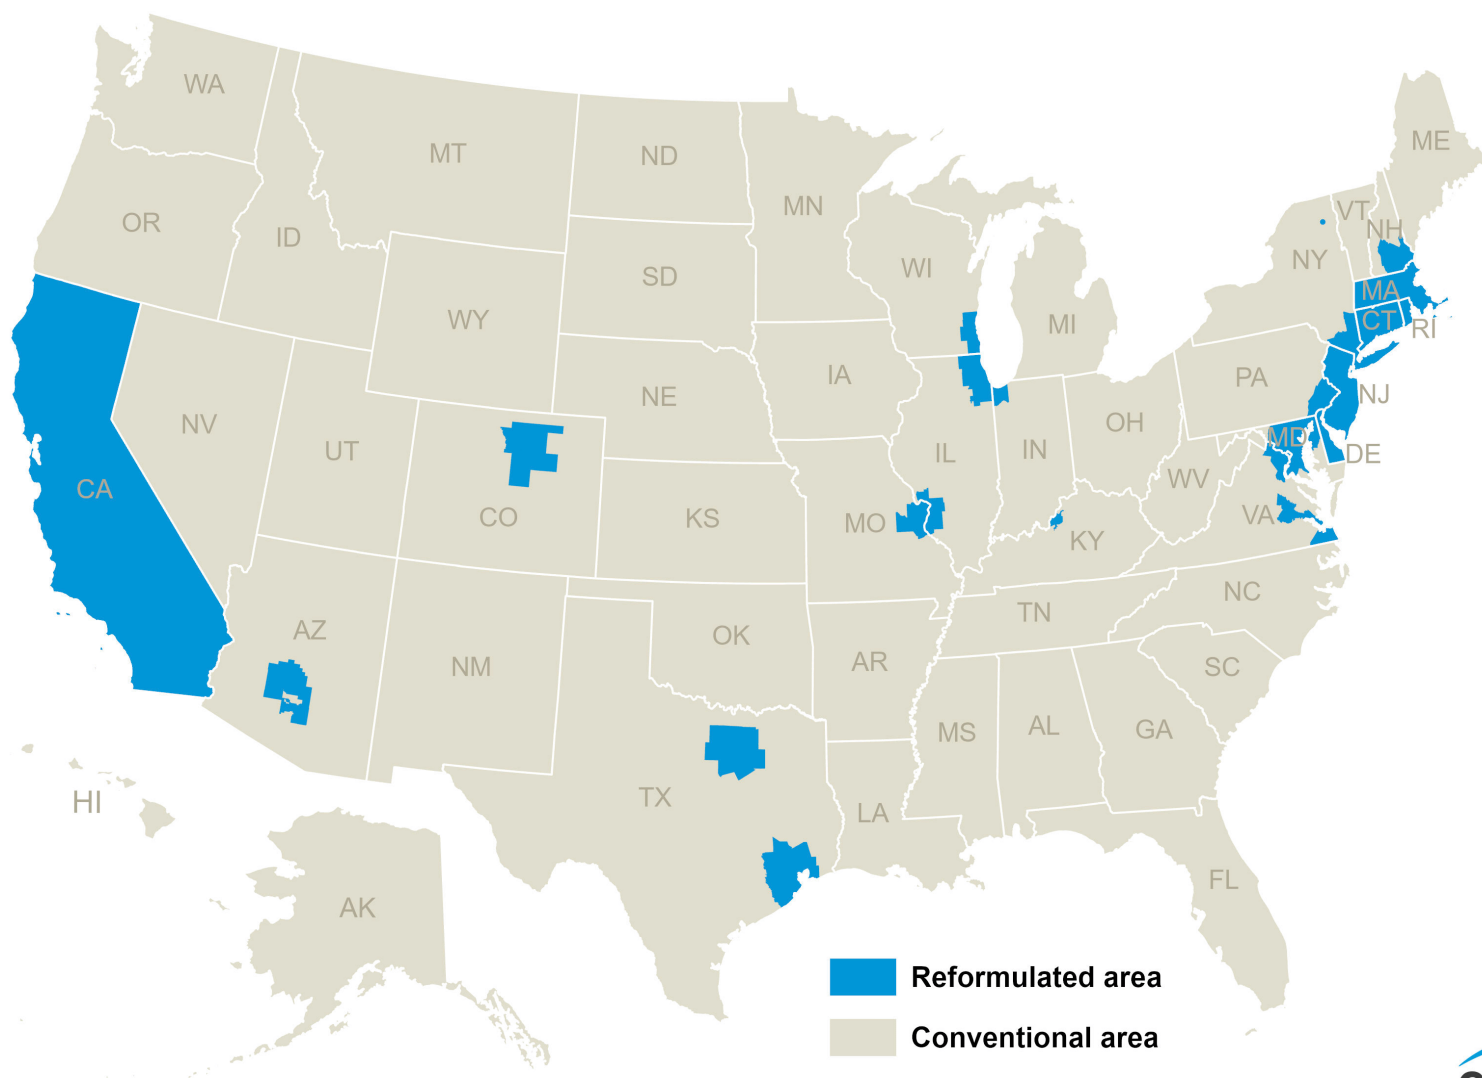 WA
MT
ND
MN
ME
OR
ID
SD
WI
MI
NY
VT
NH
MA
CT
RI
WY
IA
NE
PA
NJ
NV
UT
CO
KS
MO
IL
IN
OH
MD
DE
WV
VA
KY
CA
AZ
NM
OK
AR
TN
NC
SC
MS
AL
GA
TX
LA
FL
HI
AK
Reformulated area
Conventional area